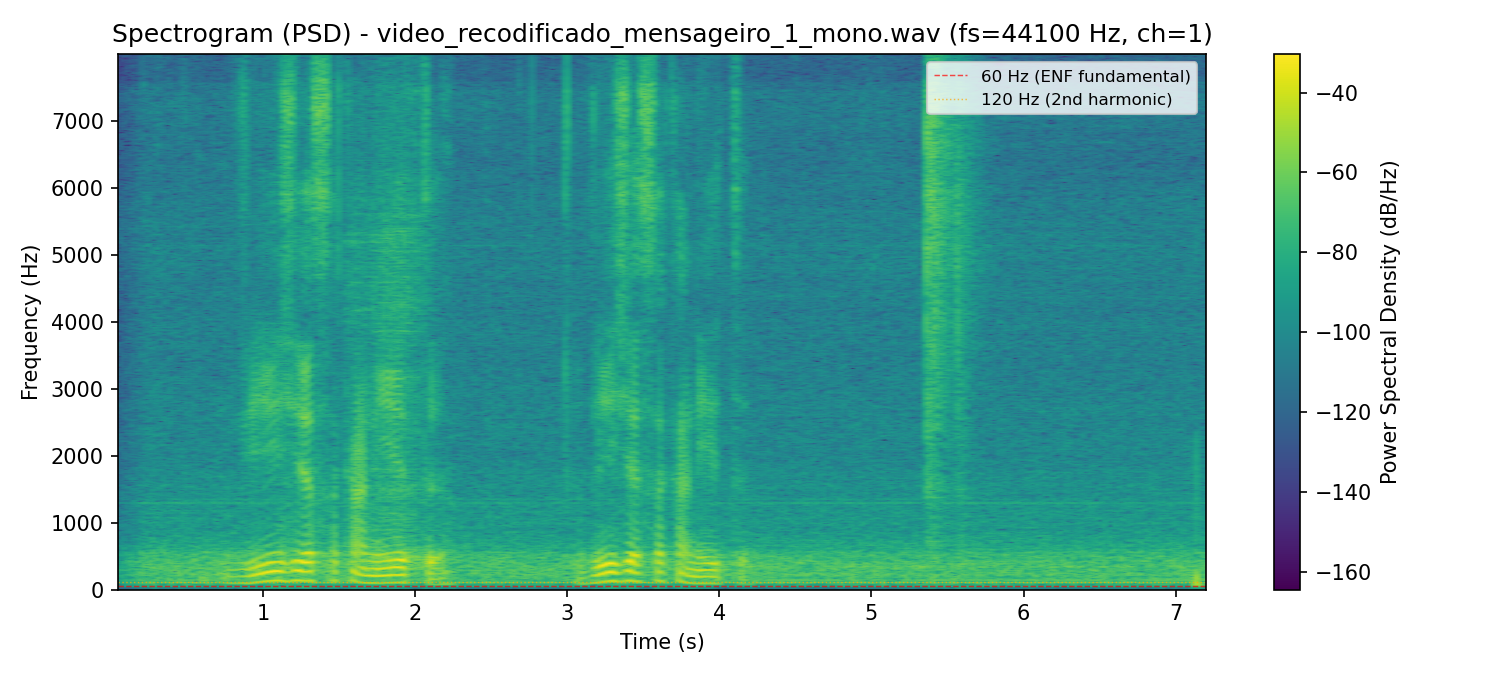 Spectrogram (PSD) - video_recodificado_mensageiro_1_mono.wav (fs=44100 Hz, ch=1)
60 Hz (ENF fundamental)
120 Hz (2nd harmonic)
Frequency (Hz)
7000
6000
5000
4000
3000
2000
1000
0
1 2 3 4 5 6 7
Time (s)
−40
−60
−80
−100
−120
−140
−160
Power Spectral Density (dB/Hz)